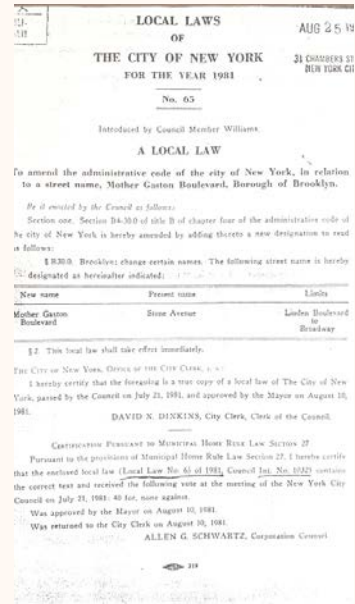 LOCAL LAWS
OF
THE CITY OF NEW YORK
FOR THE YEAR 1981
AUG 25 19
31 CHAMBERS ST
NEW YORK CIT
No. 65
Introduced by Council Member Williams.
A LOCAL LAW
To amend the administrative code of the city of New York, in relation
to a street name, Mother Gaston Boulevard, Borough of Brooklyn.
Be it enacted by the Council as follows:
Section one. Section B4-30.0 of title B of chapter four of the administrative code of
he city of New York is hereby amended by adding thereto a new designation to read
as follows:
§ B30.0. Brooklyn; change certain names. The following street name is hereby
designated as hereinafter indicated:
New name Present name Limits
Mother Gaston Stone Avenue Linden Boulevard
Boulevard to
Broadway
§ 2. This local law shall take effect immediately.
THE CITY OF NEW YORK, OFFICE OF THE CITY CLERK,
I hereby certify that the foregoing is a true copy of a local law of The City of New
York, passed by the Council on July 21, 1981, and approved by the Mayor on August 10,
1981.
DAVID N. DINKINS, City Clerk, Clerk of the Council.
CERTIFICATION PURSUANT TO MUNICIPAL HOME RULE LAW SECTION 27
Pursuant to the provisions of Municipal Home Rule Law Section 27, I hereby certify
that the enclosed local law (Local Law No. 65 of 1981, Council Int. No. 1032) contains
the correct text and received the following vote at the meeting of the New York City
Council on July 21, 1981: 40 for, none against.
Was approved by the Mayor on August 10, 1981.
Was returned to the City Clerk on August 10, 1981.
ALLEN G. SCHWARTZ, Corporation Counsel
319